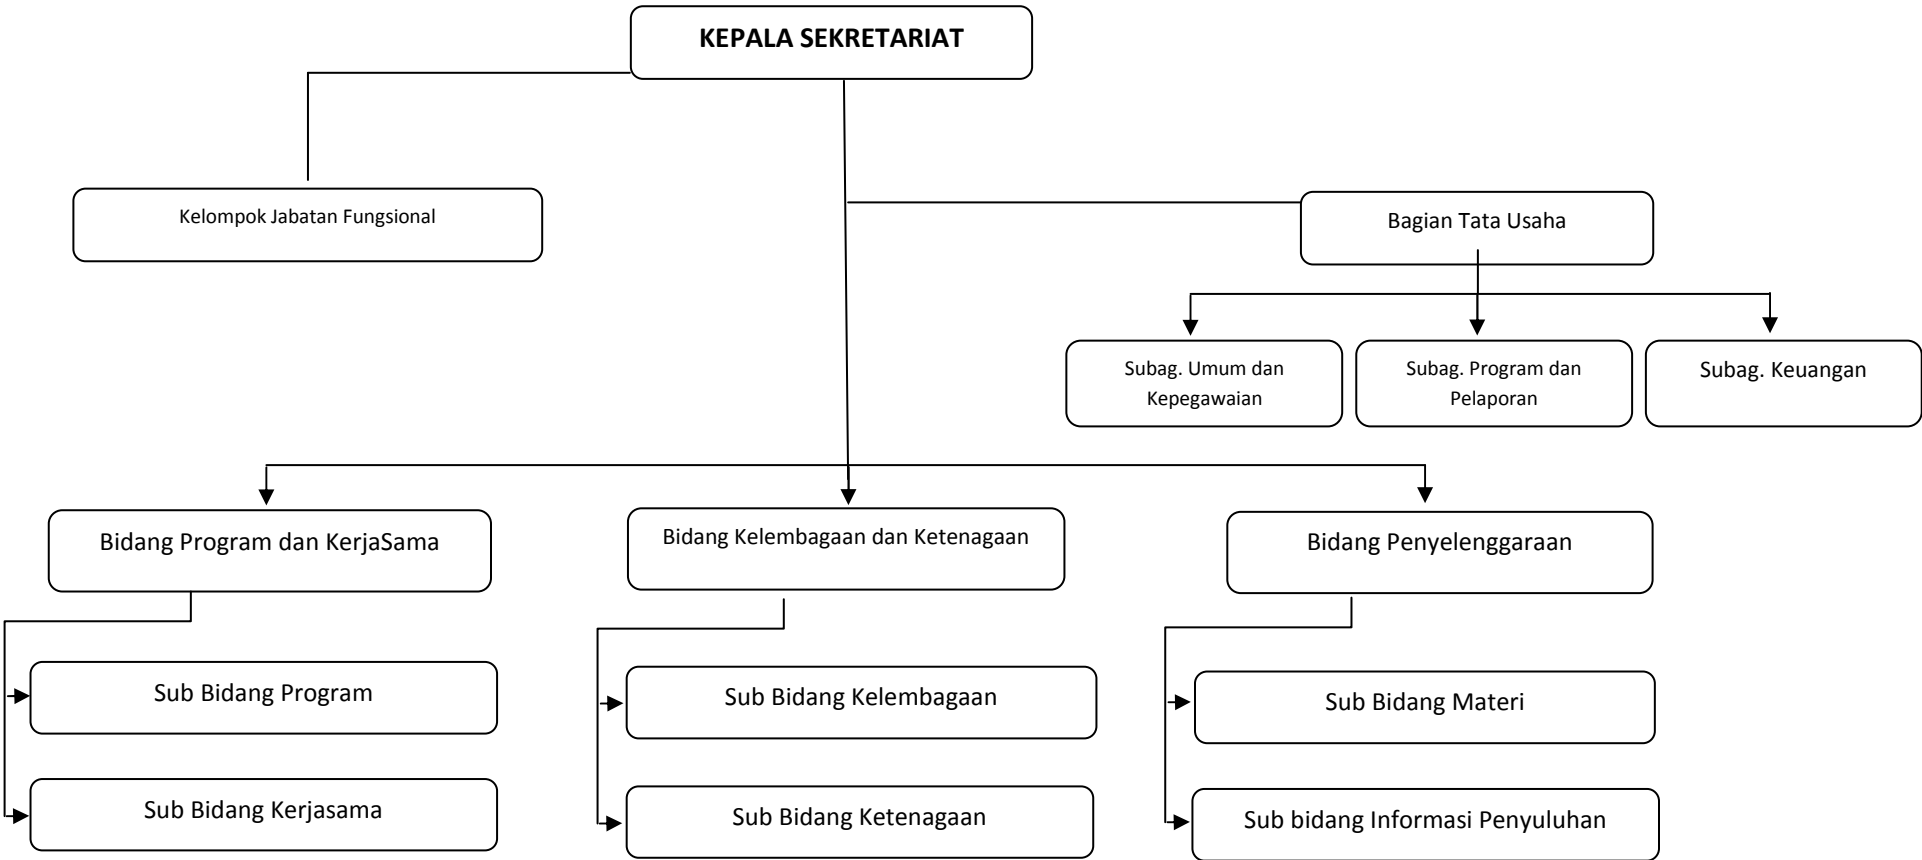 KEPALA SEKRETARIAT
Kelompok Jabatan Fungsional
Bagian Tata Usaha
Subag. Umum dan
Kepegawaian
Subag. Program dan
Pelaporan
Subag. Keuangan
Bidang Program dan KerjaSama
Bidang Kelembagaan dan Ketenagaan
Bidang Penyelenggaraan
Sub Bidang Program
Sub Bidang Kelembagaan
Sub Bidang Materi
Sub Bidang Kerjasama
Sub Bidang Ketenagaan
Sub bidang Informasi Penyuluhan